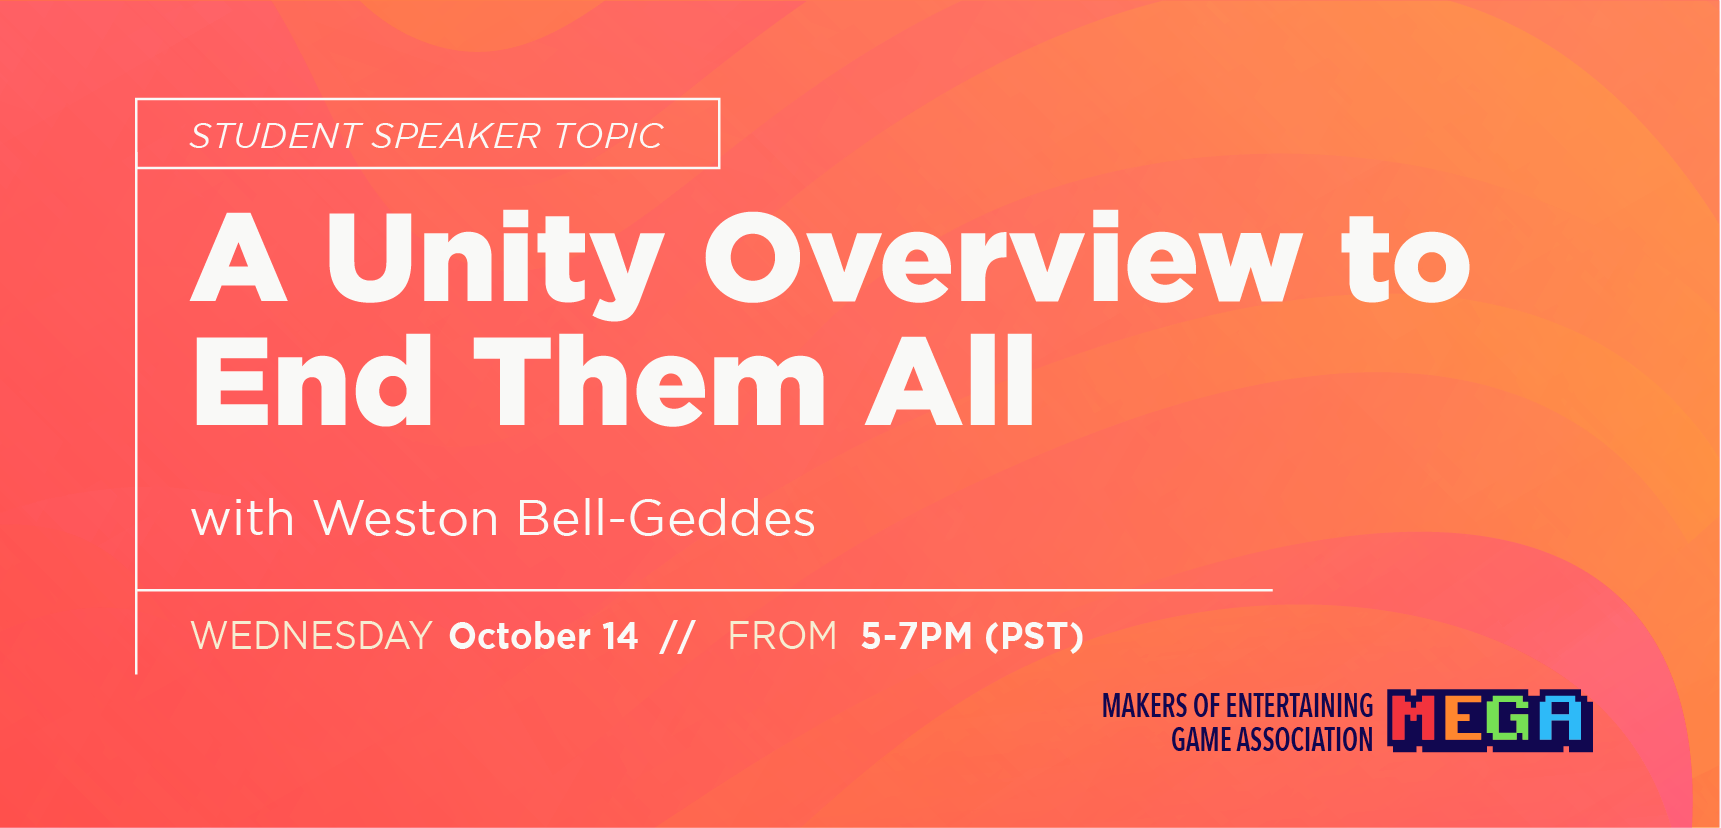 STUDENT SPEAKER TOPIC
A Unity Overview to
End Them All
with Weston Bell-Geddes
WEDNESDAY October 14 // FROM 5-7PM (PST)
MAKERS OF ENTERTAINING
GAME ASSOCIATION
MEGA